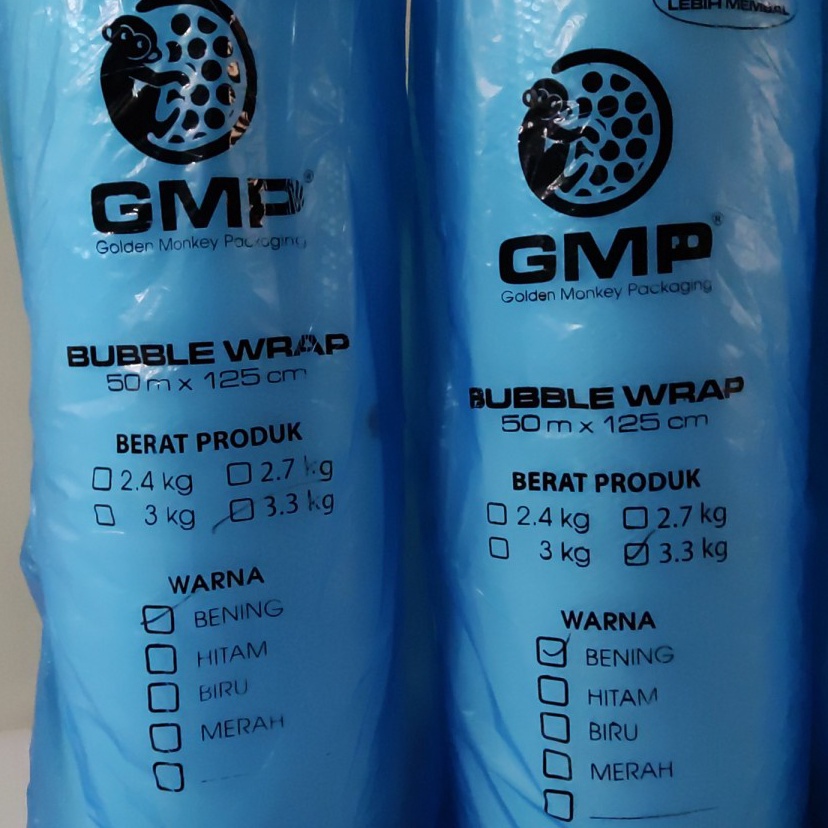 GMP®
Golden Monkey Packaging
BUBBLE WRAP
50 m x 125 cm
BERAT PRODUK
2.4 kg 2.7 kg
3 kg 3.3 kg
WARNA
BENING
HITAM
BIRU
MERAH
LEBIH
GMP®
Golden Monkey Packaging
BUBBLE WRAP
50 m x 125 cm
BERAT PRODUK
2.4 kg 2.7 kg
3 kg 3.3 kg
WARNA
BENING
HITAM
BIRU
MERAH